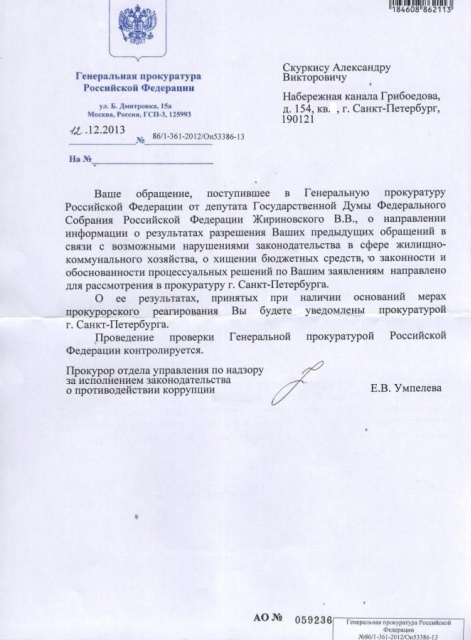 184608 862113
Генеральная прокуратура
Российской Федерации
ул. Б. Дмитровка, 15а
Москва, Россия, ГСП-3, 125993
12.12.2013 № 86/1-361-2012/Он53386-13
На №
Скуркису Александру
Викторовичу
Набережная канала Грибоедова,
д. 154, кв. , г. Санкт-Петербург,
190121
Ваше обращение, поступившее в Генеральную прокуратуру
Российской Федерации от депутата Государственной Думы Федерального
Собрания Российской Федерации Жириновского В.В., о направлении
информации о результатах разрешения Ваших предыдущих обращений в
связи с возможными нарушениями законодательства в сфере жилищно-
коммунального хозяйства, о хищении бюджетных средств, о законности и
обоснованности процессуальных решений по Вашим заявлениям направлено
для рассмотрения в прокуратуру г. Санкт-Петербурга.
О ее результатах, принятых при наличии оснований мерах
прокурорского реагирования Вы будете уведомлены прокуратурой
г. Санкт-Петербурга.
Проведение проверки Генеральной прокуратурой Российской
Федерации контролируется.
Прокурор отдела управления по надзору
за исполнением законодательства
о противодействии коррупции
Е.В. Умпелева
АО № 059236
Генеральная прокуратура Российской
Федерации
№86/1-361-2012/Он53386-13